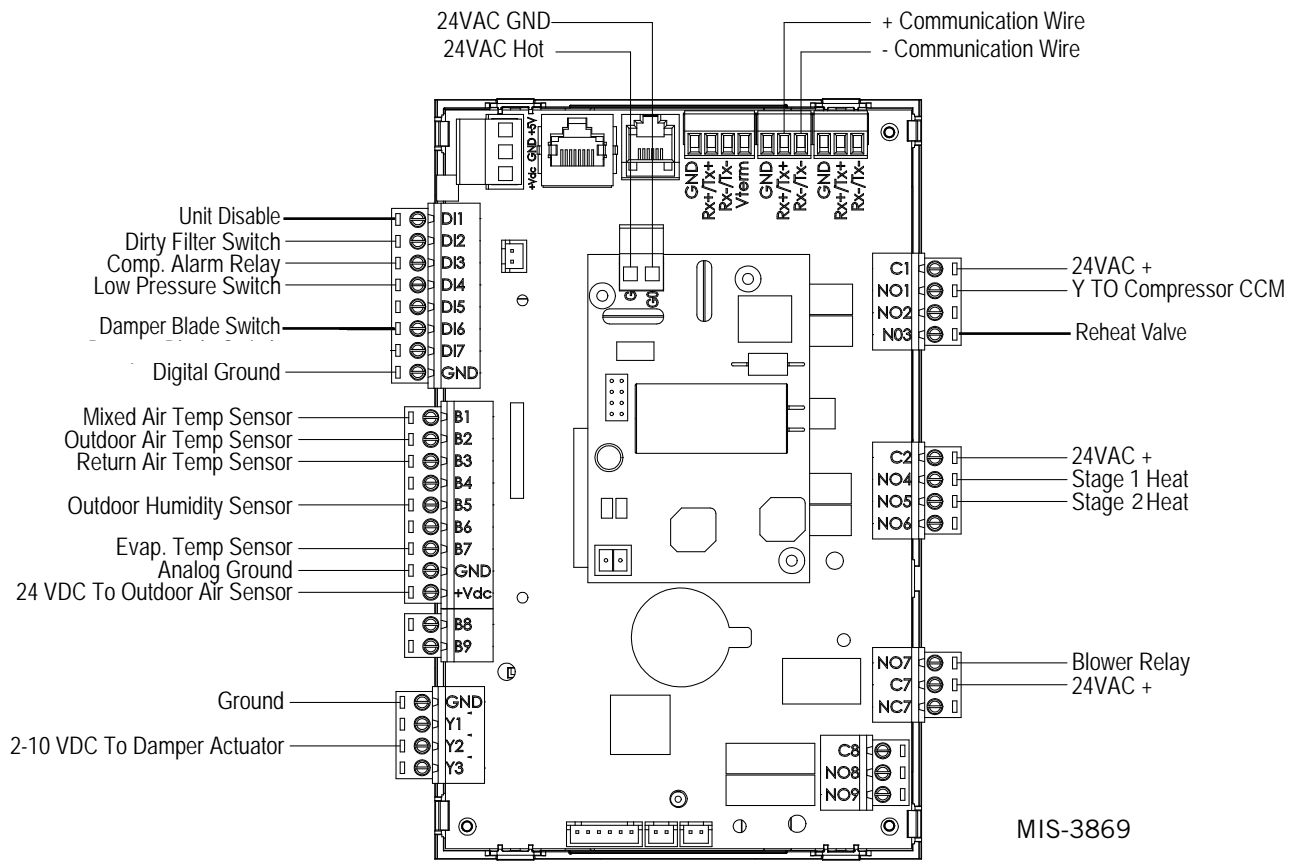 24VAC GND
24VAC Hot
+ Communication Wire
- Communication Wire
+Vdc GND +5V
GND
Rx+/Tx+
Rx-/Tx-
Vterm
GND
Rx+/Tx+
Rx-/Tx-
GND
Rx+/Tx+
Rx-/Tx-
G
G0
Unit Disable DI1
Dirty Filter Switch DI2
Comp. Alarm Relay DI3
Low Pressure Switch DI4
DI5
Damper Blade Switch DI6
DI7
Digital Ground GND
Mixed Air Temp Sensor B1
Outdoor Air Temp Sensor B2
Return Air Temp Sensor B3
B4
Outdoor Humidity Sensor B5
B6
Evap. Temp Sensor B7
Analog Ground GND
24 VDC To Outdoor Air Sensor +Vdc
B8
B9
Ground GND
Y1
2-10 VDC To Damper Actuator Y2
Y3
C1 24VAC +
NO1 Y TO Compressor CCM
NO2
N03 Reheat Valve
C2 24VAC +
NO4 Stage 1 Heat
NO5 Stage 2 Heat
NO6
NO7 Blower Relay
C7 24VAC +
NC7
C8
NO8
NO9
MIS-3869